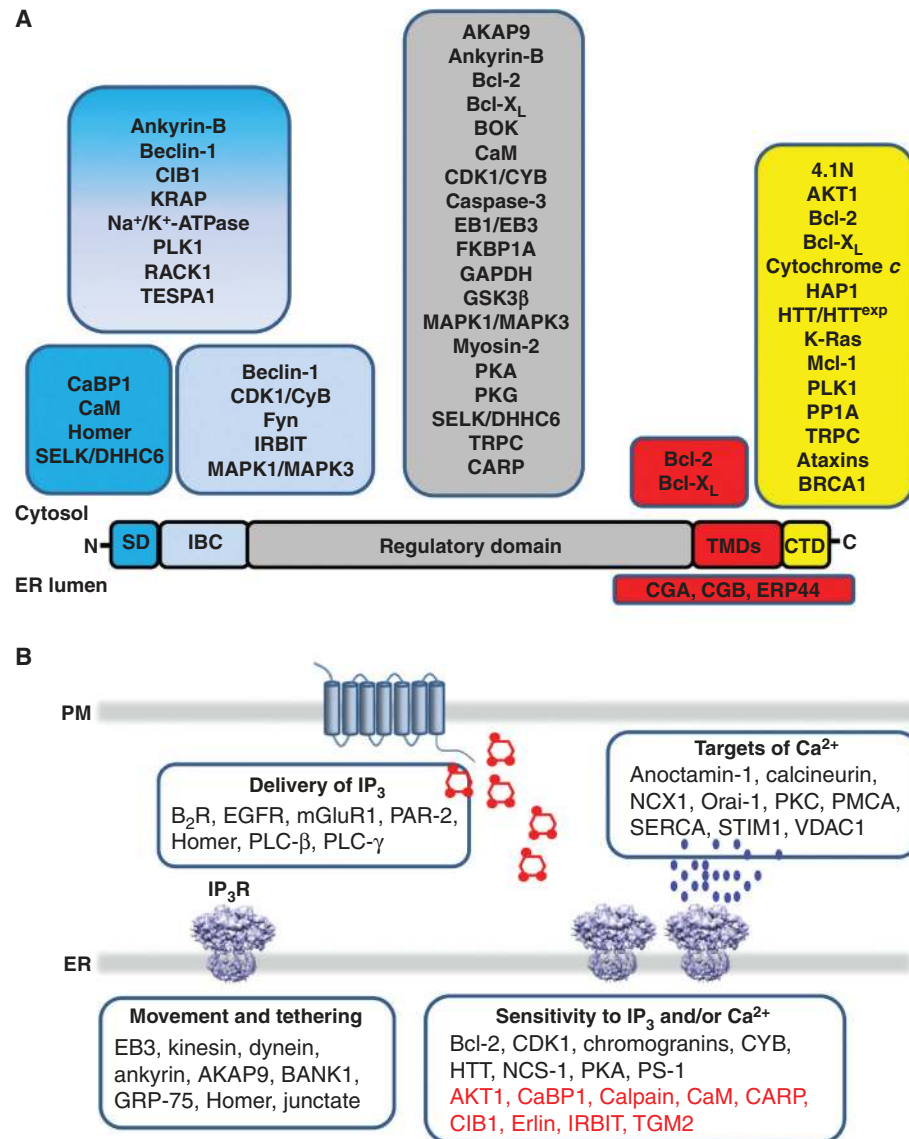 A
Ankyrin-B
Beclin-1
CIB1
KRAP
Na⁺/K⁺-ATPase
PLK1
RACK1
TESPA1
CaBP1
CaM
Homer
SELK/DHHC6
Beclin-1
CDK1/CyB
Fyn
IRBIT
MAPK1/MAPK3
AKAP9
Ankyrin-B
Bcl-2
Bcl-X_L
BOK
CaM
CDK1/CYB
Caspase-3
EB1/EB3
FKBP1A
GAPDH
GSK3β
MAPK1/MAPK3
Myosin-2
PKA
PKG
SELK/DHHC6
TRPC
CARP
Bcl-2
Bcl-X_L
4.1N
AKT1
Bcl-2
Bcl-X_L
Cytochrome c
HAP1
HTT/HTT^exp
K-Ras
Mcl-1
PLK1
PP1A
TRPC
Ataxins
BRCA1
Cytosol
N SD IBC Regulatory domain TMDs CTD C
ER lumen
CGA, CGB, ERP44
B
PM
Delivery of IP₃
B₂R, EGFR, mGluR1, PAR-2,
Homer, PLC-β, PLC-γ
Targets of Ca²⁺
Anoctamin-1, calcineurin,
NCX1, Orai-1, PKC, PMCA,
SERCA, STIM1, VDAC1
IP₃R
ER
Movement and tethering
EB3, kinesin, dynein,
ankyrin, AKAP9, BANK1,
GRP-75, Homer, junctate
Sensitivity to IP₃ and/or Ca²⁺
Bcl-2, CDK1, chromogranins, CYB,
HTT, NCS-1, PKA, PS-1
AKT1, CaBP1, Calpain, CaM, CARP,
CIB1, Erlin, IRBIT, TGM2